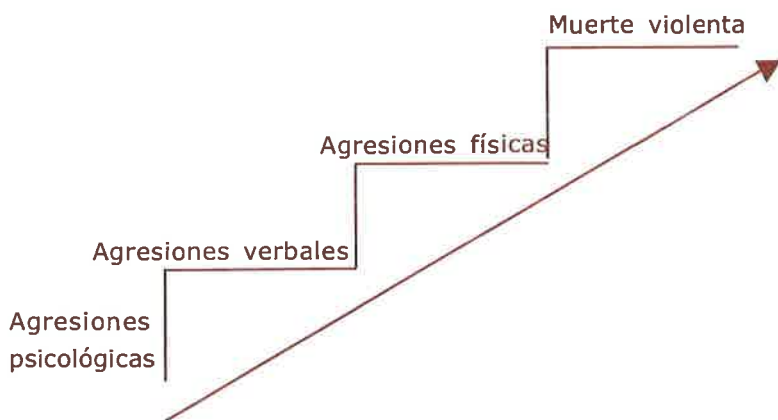 Muerte violenta
Agresiones físicas
Agresiones verbales
Agresiones
psicológicas